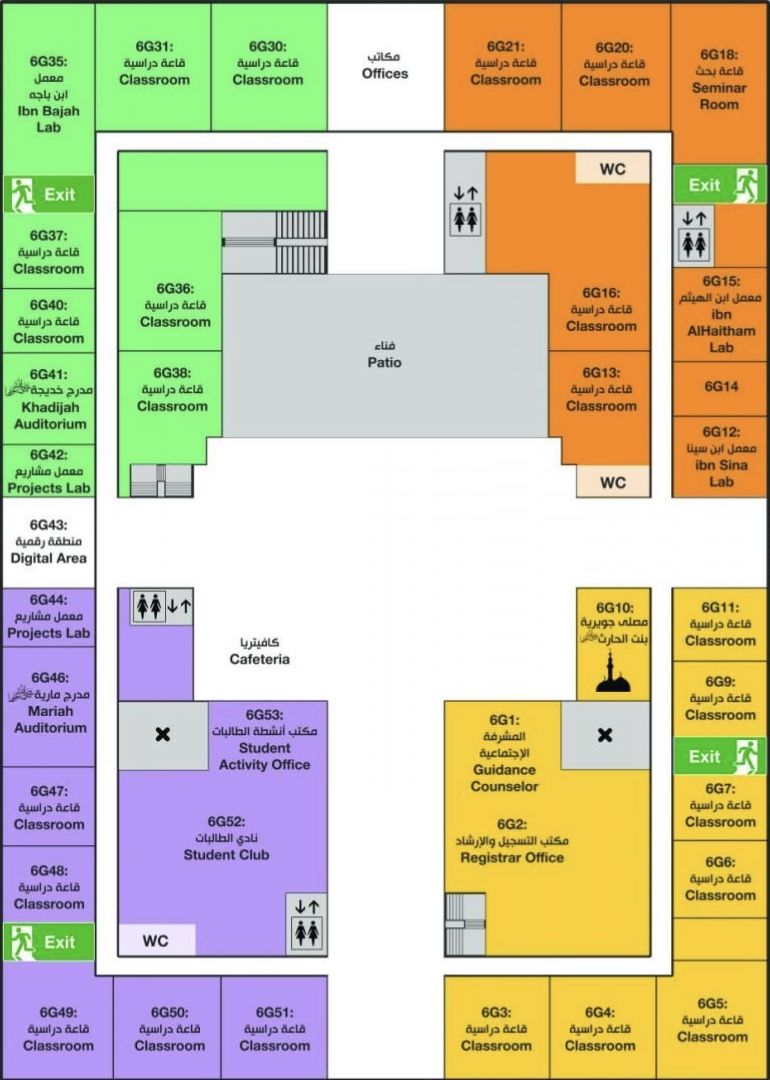 6G35:
معمل
ابن باجه
Ibn Bajah
Lab
6G31:
قاعة دراسية
Classroom
6G30:
قاعة دراسية
Classroom
مكاتب
Offices
6G21:
قاعة دراسية
Classroom
6G20:
قاعة دراسية
Classroom
6G18:
قاعة بحث
Seminar
Room
Exit
WC
Exit
6G37:
قاعة دراسية
Classroom
6G36:
قاعة دراسية
Classroom
6G16:
قاعة دراسية
Classroom
6G15:
معمل ابن الهيثم
ibn
AlHaitham
Lab
6G40:
قاعة دراسية
Classroom
فناء
Patio
6G41:
مدرج خديجة
Khadijah
Auditorium
6G38:
قاعة دراسية
Classroom
6G13:
قاعة دراسية
Classroom
6G14
6G42:
معمل مشاريع
Projects Lab
WC
6G12:
معمل ابن سينا
ibn Sina
Lab
6G43:
منطقة رقمية
Digital Area
6G44:
معمل مشاريع
Projects Lab
كافيتريا
Cafeteria
6G10:
مصلى جويرية
بنت الحارث
6G11:
قاعة دراسية
Classroom
6G46:
مدرج مارية
Mariah
Auditorium
6G9:
قاعة دراسية
Classroom
6G53:
مكتب أنشطة الطالبات
Student
Activity Office
6G1:
المشرفة
الإجتماعية
Guidance
Counselor
Exit
6G47:
قاعة دراسية
Classroom
6G52:
نادي الطالبات
Student Club
6G2:
مكتب التسجيل والإرشاد
Registrar Office
6G7:
قاعة دراسية
Classroom
6G48:
قاعة دراسية
Classroom
6G6:
قاعة دراسية
Classroom
Exit
WC
6G49:
قاعة دراسية
Classroom
6G50:
قاعة دراسية
Classroom
6G51:
قاعة دراسية
Classroom
6G3:
قاعة دراسية
Classroom
6G4:
قاعة دراسية
Classroom
6G5:
قاعة دراسية
Classroom